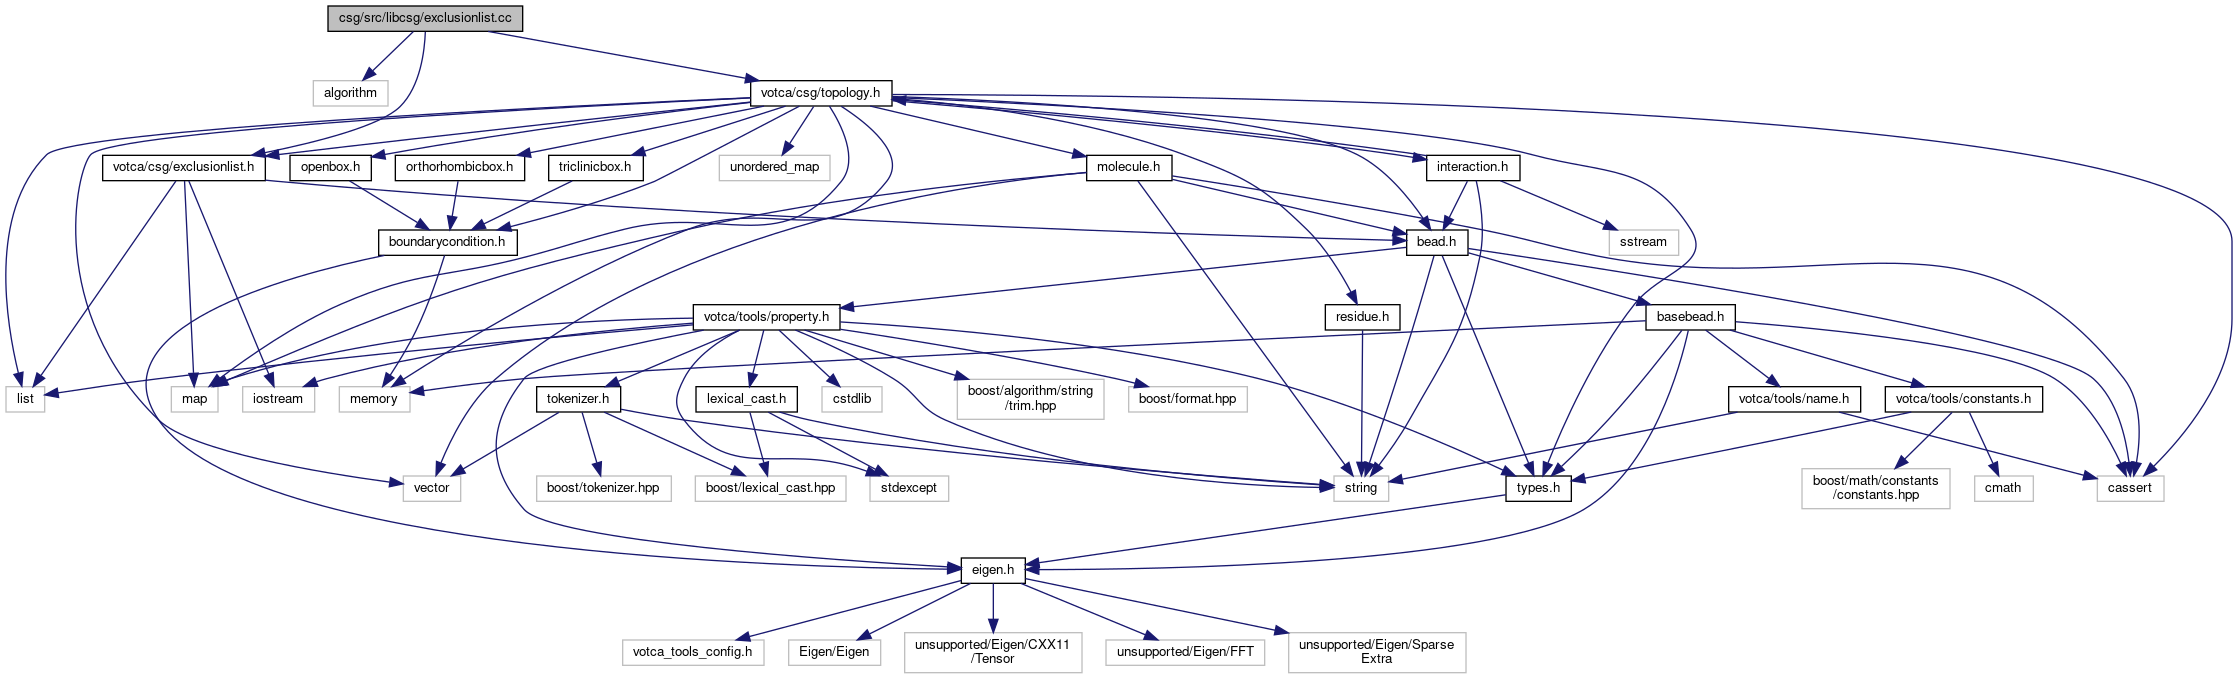 csg/src/libcsg/exclusionlist.cc
algorithm
votca/csg/topology.h
votca/csg/exclusionlist.h
openbox.h
orthorhombicbox.h
triclinicbox.h
unordered_map
molecule.h
interaction.h
boundarycondition.h
bead.h
sstream
votca/tools/property.h
residue.h
basebead.h
list
map
iostream
memory
tokenizer.h
lexical_cast.h
cstdlib
boost/algorithm/string
/trim.hpp
boost/format.hpp
votca/tools/name.h
votca/tools/constants.h
vector
boost/tokenizer.hpp
boost/lexical_cast.hpp
stdexcept
string
types.h
boost/math/constants
/constants.hpp
cmath
cassert
eigen.h
votca_tools_config.h
Eigen/Eigen
unsupported/Eigen/CXX11
/Tensor
unsupported/Eigen/FFT
unsupported/Eigen/Sparse
Extra